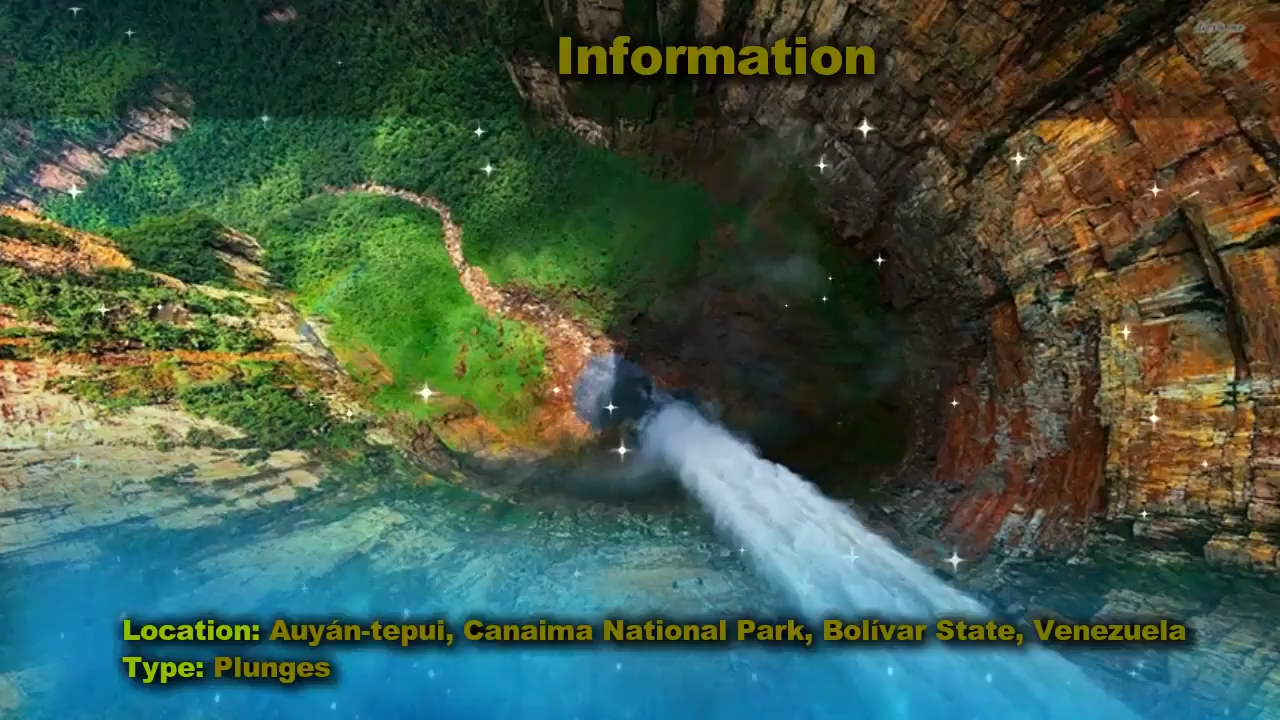 Information
Location: Auyán-tepui, Canaima National Park, Bolívar State, Venezuela
Type: Plunges